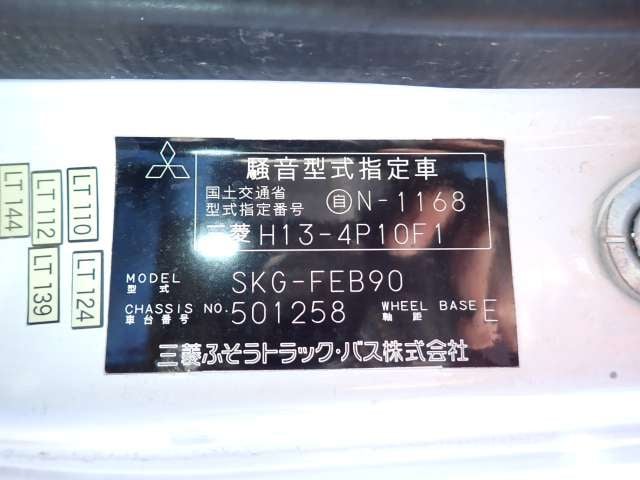 騒音型式指定車
国土交通省
型式指定番号
自 N-1168
三菱 H13-4P10F1
MODEL
型式
SKG-FEB90
CHASSIS NO.
車台番号
501258
WHEEL BASE
軸距
E
三菱ふそうトラック・バス株式会社
LT 144
LT 112
LT 110
LT 139
LT 124